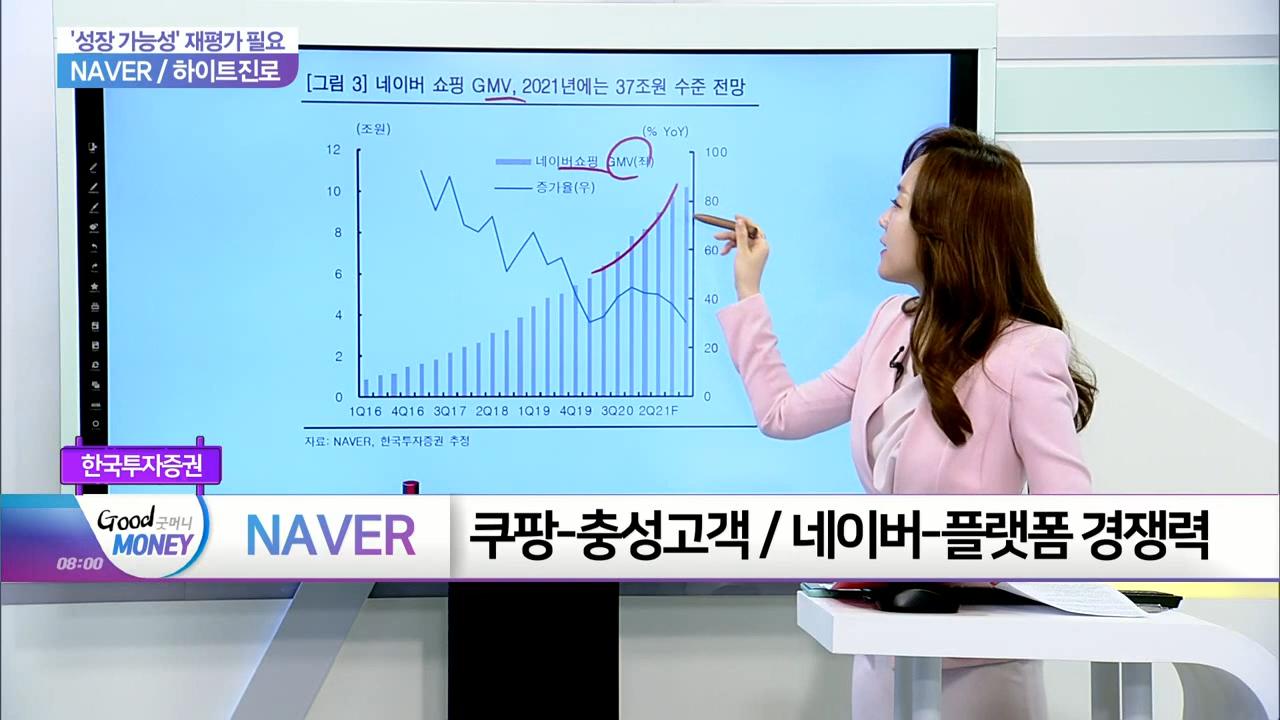 '성장 가능성' 재평가 필요
NAVER / 하이트진로
[그림 3] 네이버 쇼핑 GMV, 2021년에는 37조원 수준 전망
(조원)
(% YoY)
네이버쇼핑 GMV(좌)
증가율(우)
12
10
8
6
4
2
0
100
80
60
40
20
0
1Q16 4Q16 3Q17 2Q18 1Q19 4Q19 3Q20 2Q21F
자료: NAVER, 한국투자증권 추정
한국투자증권
Good 굿머니
MONEY
08:00
NAVER
쿠팡-충성고객 / 네이버-플랫폼 경쟁력